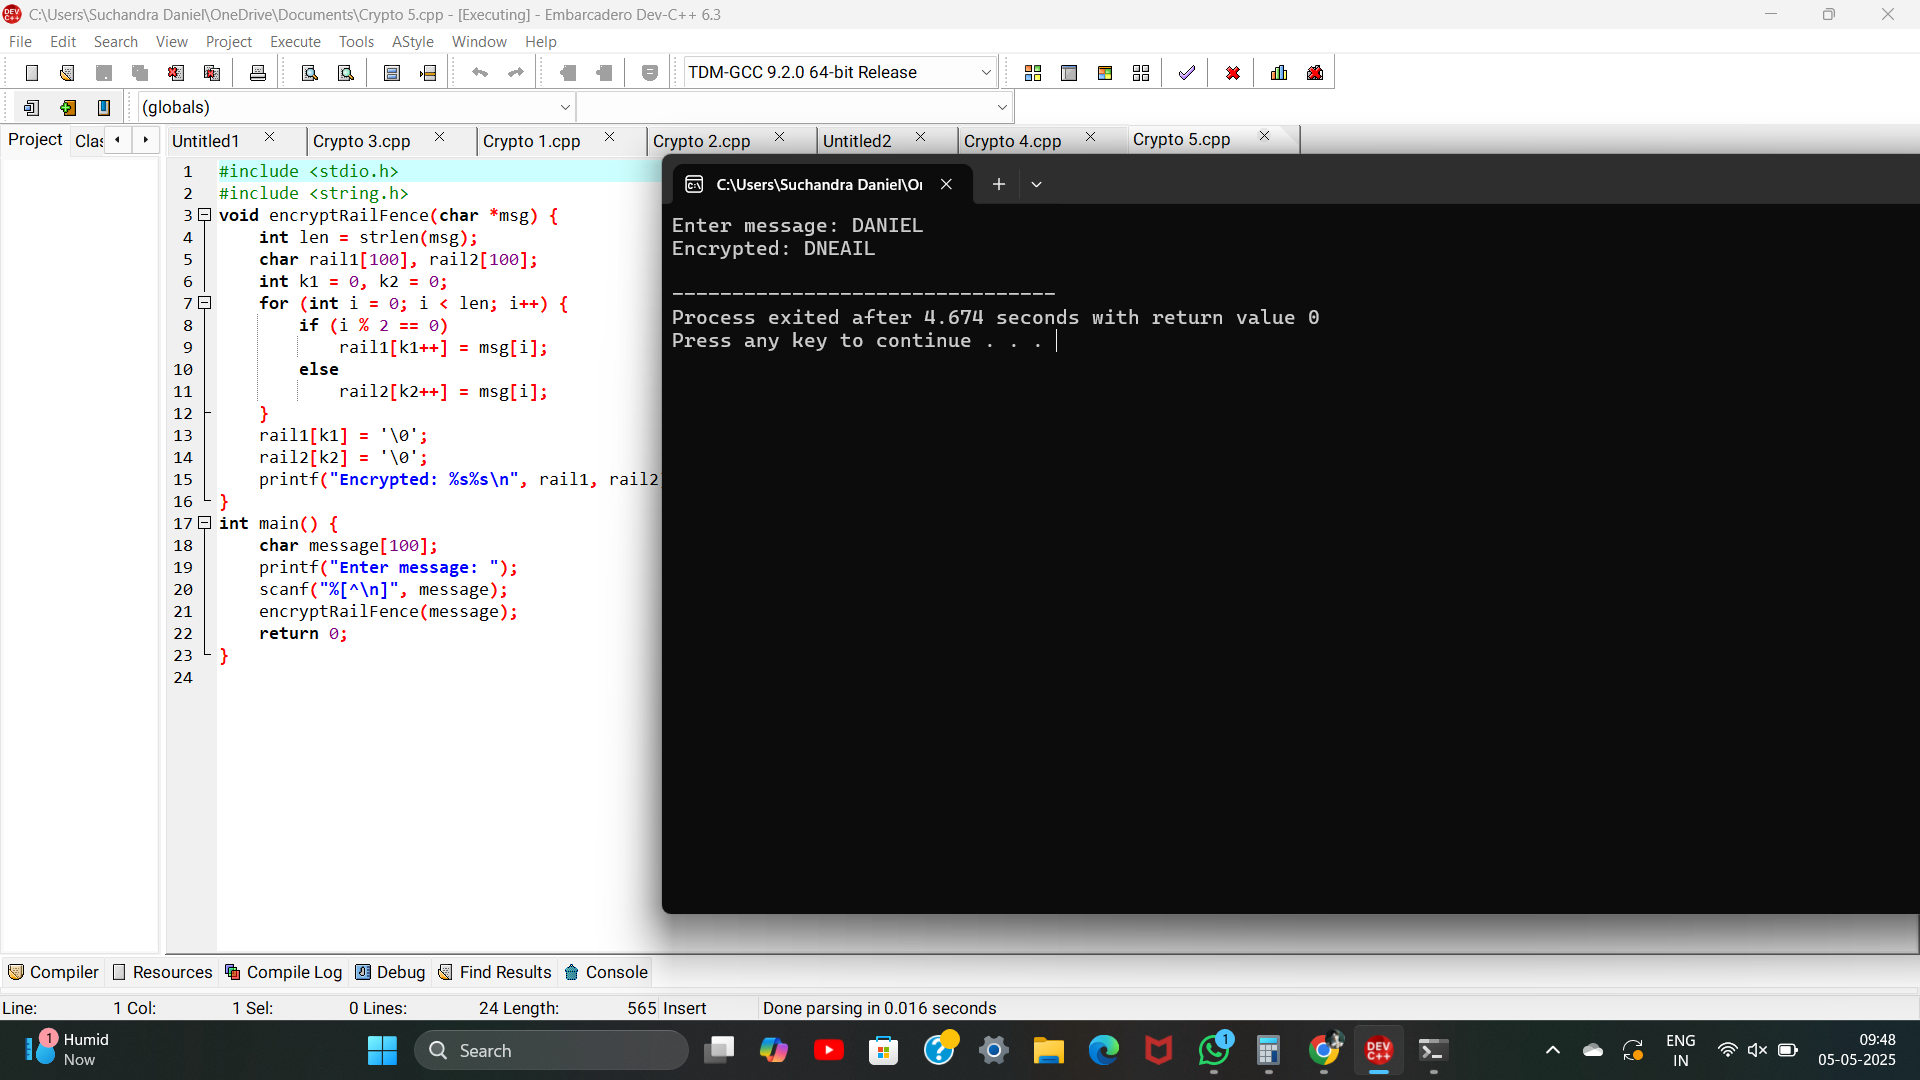 C:\Users\Suchandra Daniel\OneDrive\Documents\Crypto 5.cpp - [Executing] - Embarcadero Dev-C++ 6.3
File Edit Search View Project Execute Tools AStyle Window Help
TDM-GCC 9.2.0 64-bit Release
(globals)
Project Clas Untitled1 Crypto 3.cpp Crypto 1.cpp Crypto 2.cpp Untitled2 Crypto 4.cpp Crypto 5.cpp
1 #include <stdio.h>
2 #include <string.h>
3 void encryptRailFence(char *msg) {
4 int len = strlen(msg);
5 char rail1[100], rail2[100];
6 int k1 = 0, k2 = 0;
7 for (int i = 0; i < len; i++) {
8 if (i % 2 == 0)
9 rail1[k1++] = msg[i];
10 else
11 rail2[k2++] = msg[i];
12 }
13 rail1[k1] = '\0';
14 rail2[k2] = '\0';
15 printf("Encrypted: %s%s\n", rail1, rail2
16 }
17 int main() {
18 char message[100];
19 printf("Enter message: ");
20 scanf("%[^\n]", message);
21 encryptRailFence(message);
22 return 0;
23 }
24
C:\Users\Suchandra Daniel\O
Enter message: DANIEL
Encrypted: DNEAIL
--------------------------------
Process exited after 4.674 seconds with return value 0
Press any key to continue . . .
Compiler Resources Compile Log Debug Find Results Console
Line: 1 Col: 1 Sel: 0 Lines: 24 Length: 565 Insert Done parsing in 0.016 seconds
1 Humid
Now
Search
DEV C++
1
ENG
IN
09:48
05-05-2025